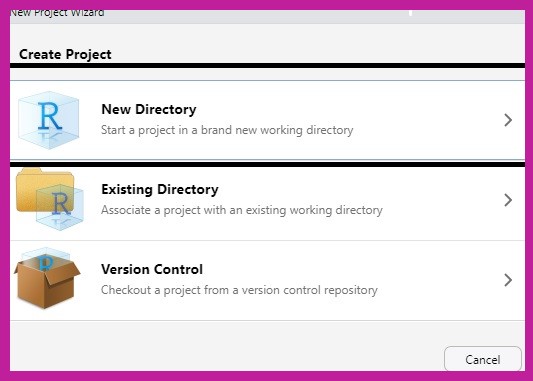 New Project Wizard
Create Project
R
New Directory
Start a project in a brand new working directory
R
Existing Directory
Associate a project with an existing working directory
R
Version Control
Checkout a project from a version control repository
Cancel